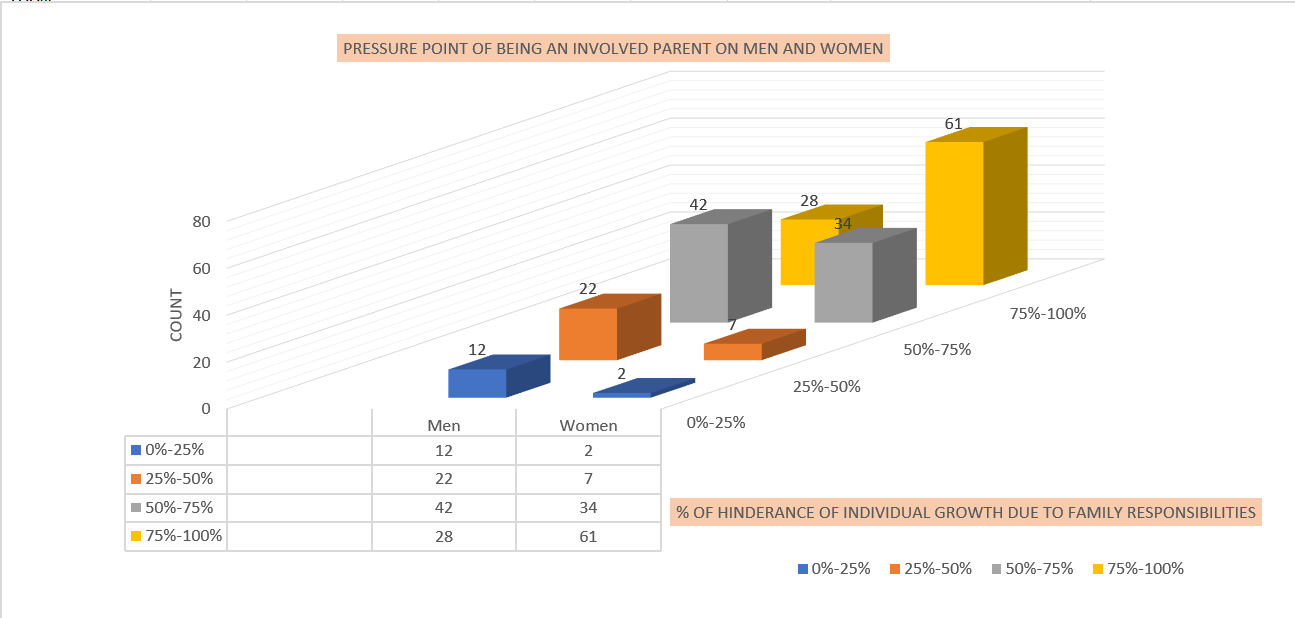 PRESSURE POINT OF BEING AN INVOLVED PARENT ON MEN AND WOMEN
61
42
28
34
80
60
22
75%-100%
40
7
50%-75%
12
20
2
25%-50%
0
0%-25%
COUNT
Men Women
0%-25% 12 2
25%-50% 22 7
50%-75% 42 34
75%-100% 28 61
% OF HINDERANCE OF INDIVIDUAL GROWTH DUE TO FAMILY RESPONSIBILITIES
0%-25% 25%-50% 50%-75% 75%-100%